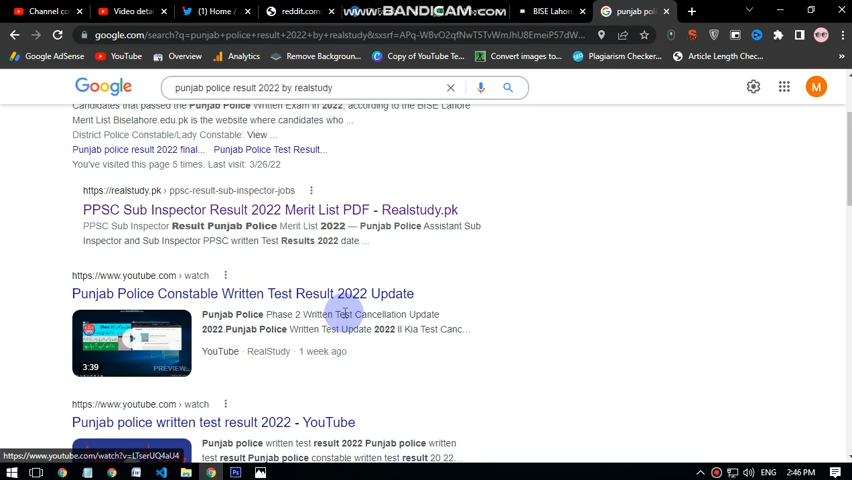 Channel co
Video detai
(1) Home /
reddit.com
www.BANDICAM.com
BISE Lahore
punjab poli
google.com/search?q=punjab+police+result+2022+by+realstudy&sxsrf=APq-WBvO2qfNwT5TvWmJhU8EmeiP57dW...
Google AdSense
YouTube
Overview
Analytics
Remove Backgroun...
Copy of YouTube Te...
Convert images to...
Plagiarism Checker...
Article Length Chec...
Google
punjab police result 2022 by realstudy
M
Candidates that passed the Punjab Police Written Exam in 2022, according to the BISE Lahore
Merit List Biselahore.edu.pk is the website where candidates who ...
District Police Constable/Lady Constable: View ...
Punjab police result 2022 final... · Punjab Police Test Result...
You've visited this page 5 times. Last visit: 3/26/22
https://realstudy.pk › ppsc-result-sub-inspector-jobs
PPSC Sub Inspector Result 2022 Merit List PDF - Realstudy.pk
PPSC Sub Inspector Result Punjab Police Merit List 2022 — Punjab Police Assistant Sub
Inspector and Sub Inspector PPSC written Test Results 2022 date ...
https://www.youtube.com › watch
Punjab Police Constable Written Test Result 2022 Update
Punjab Police Phase 2 Written Test Cancellation Update
2022.Punjab Police Written Test Update 2022 ll Kia Test Canc...
3:39
PREVIEW
YouTube · RealStudy · 1 week ago
https://www.youtube.com › watch
Punjab police written test result 2022 - YouTube
Punjab police written test result 2022 Punjab police written
test result Punjab police constable written test result 20 22...
https://www.youtube.com/watch?v=LTserUQ4aU4
ENG
2:46 PM